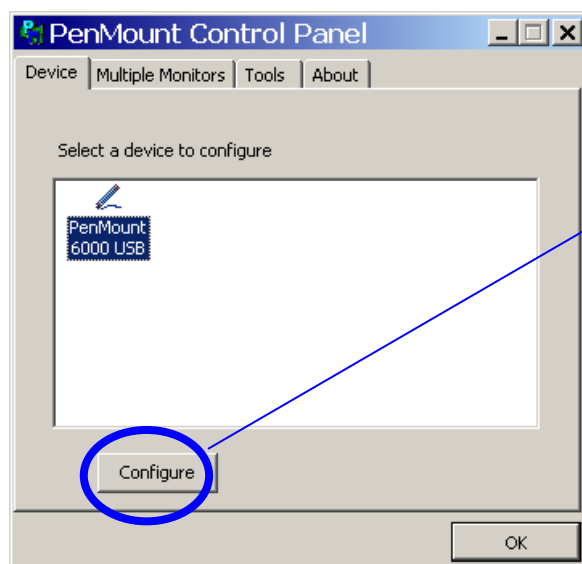 PenMount Control Panel
Device Multiple Monitors Tools About
Select a device to configure
PenMount
6000 USB
Configure
OK